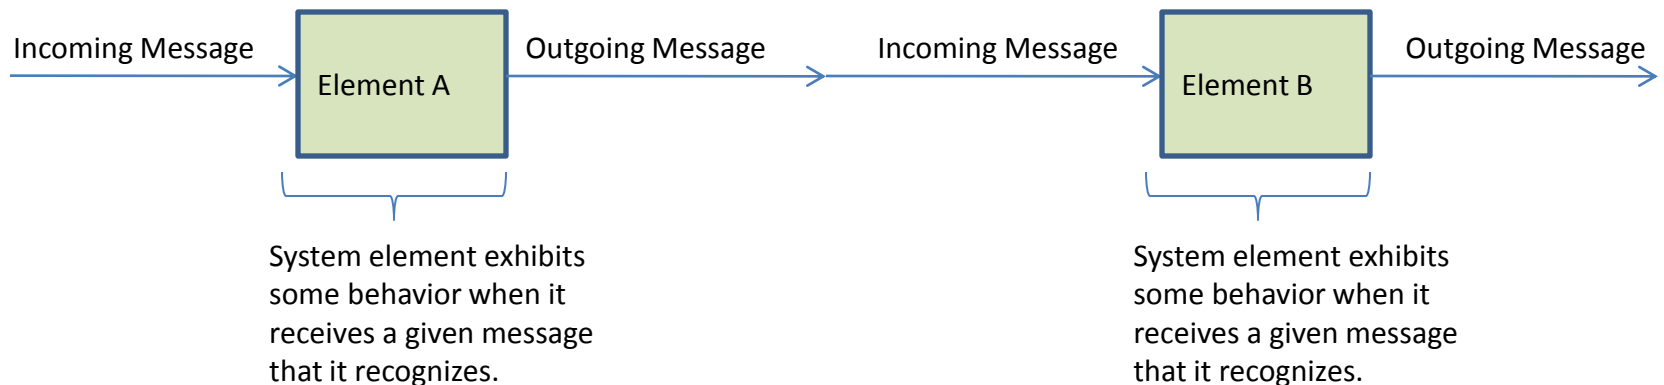 Incoming Message
Outgoing Message
Incoming Message
Outgoing Message
Element A
Element B
System element exhibits
some behavior when it
receives a given message
that it recognizes.
System element exhibits
some behavior when it
receives a given message
that it recognizes.